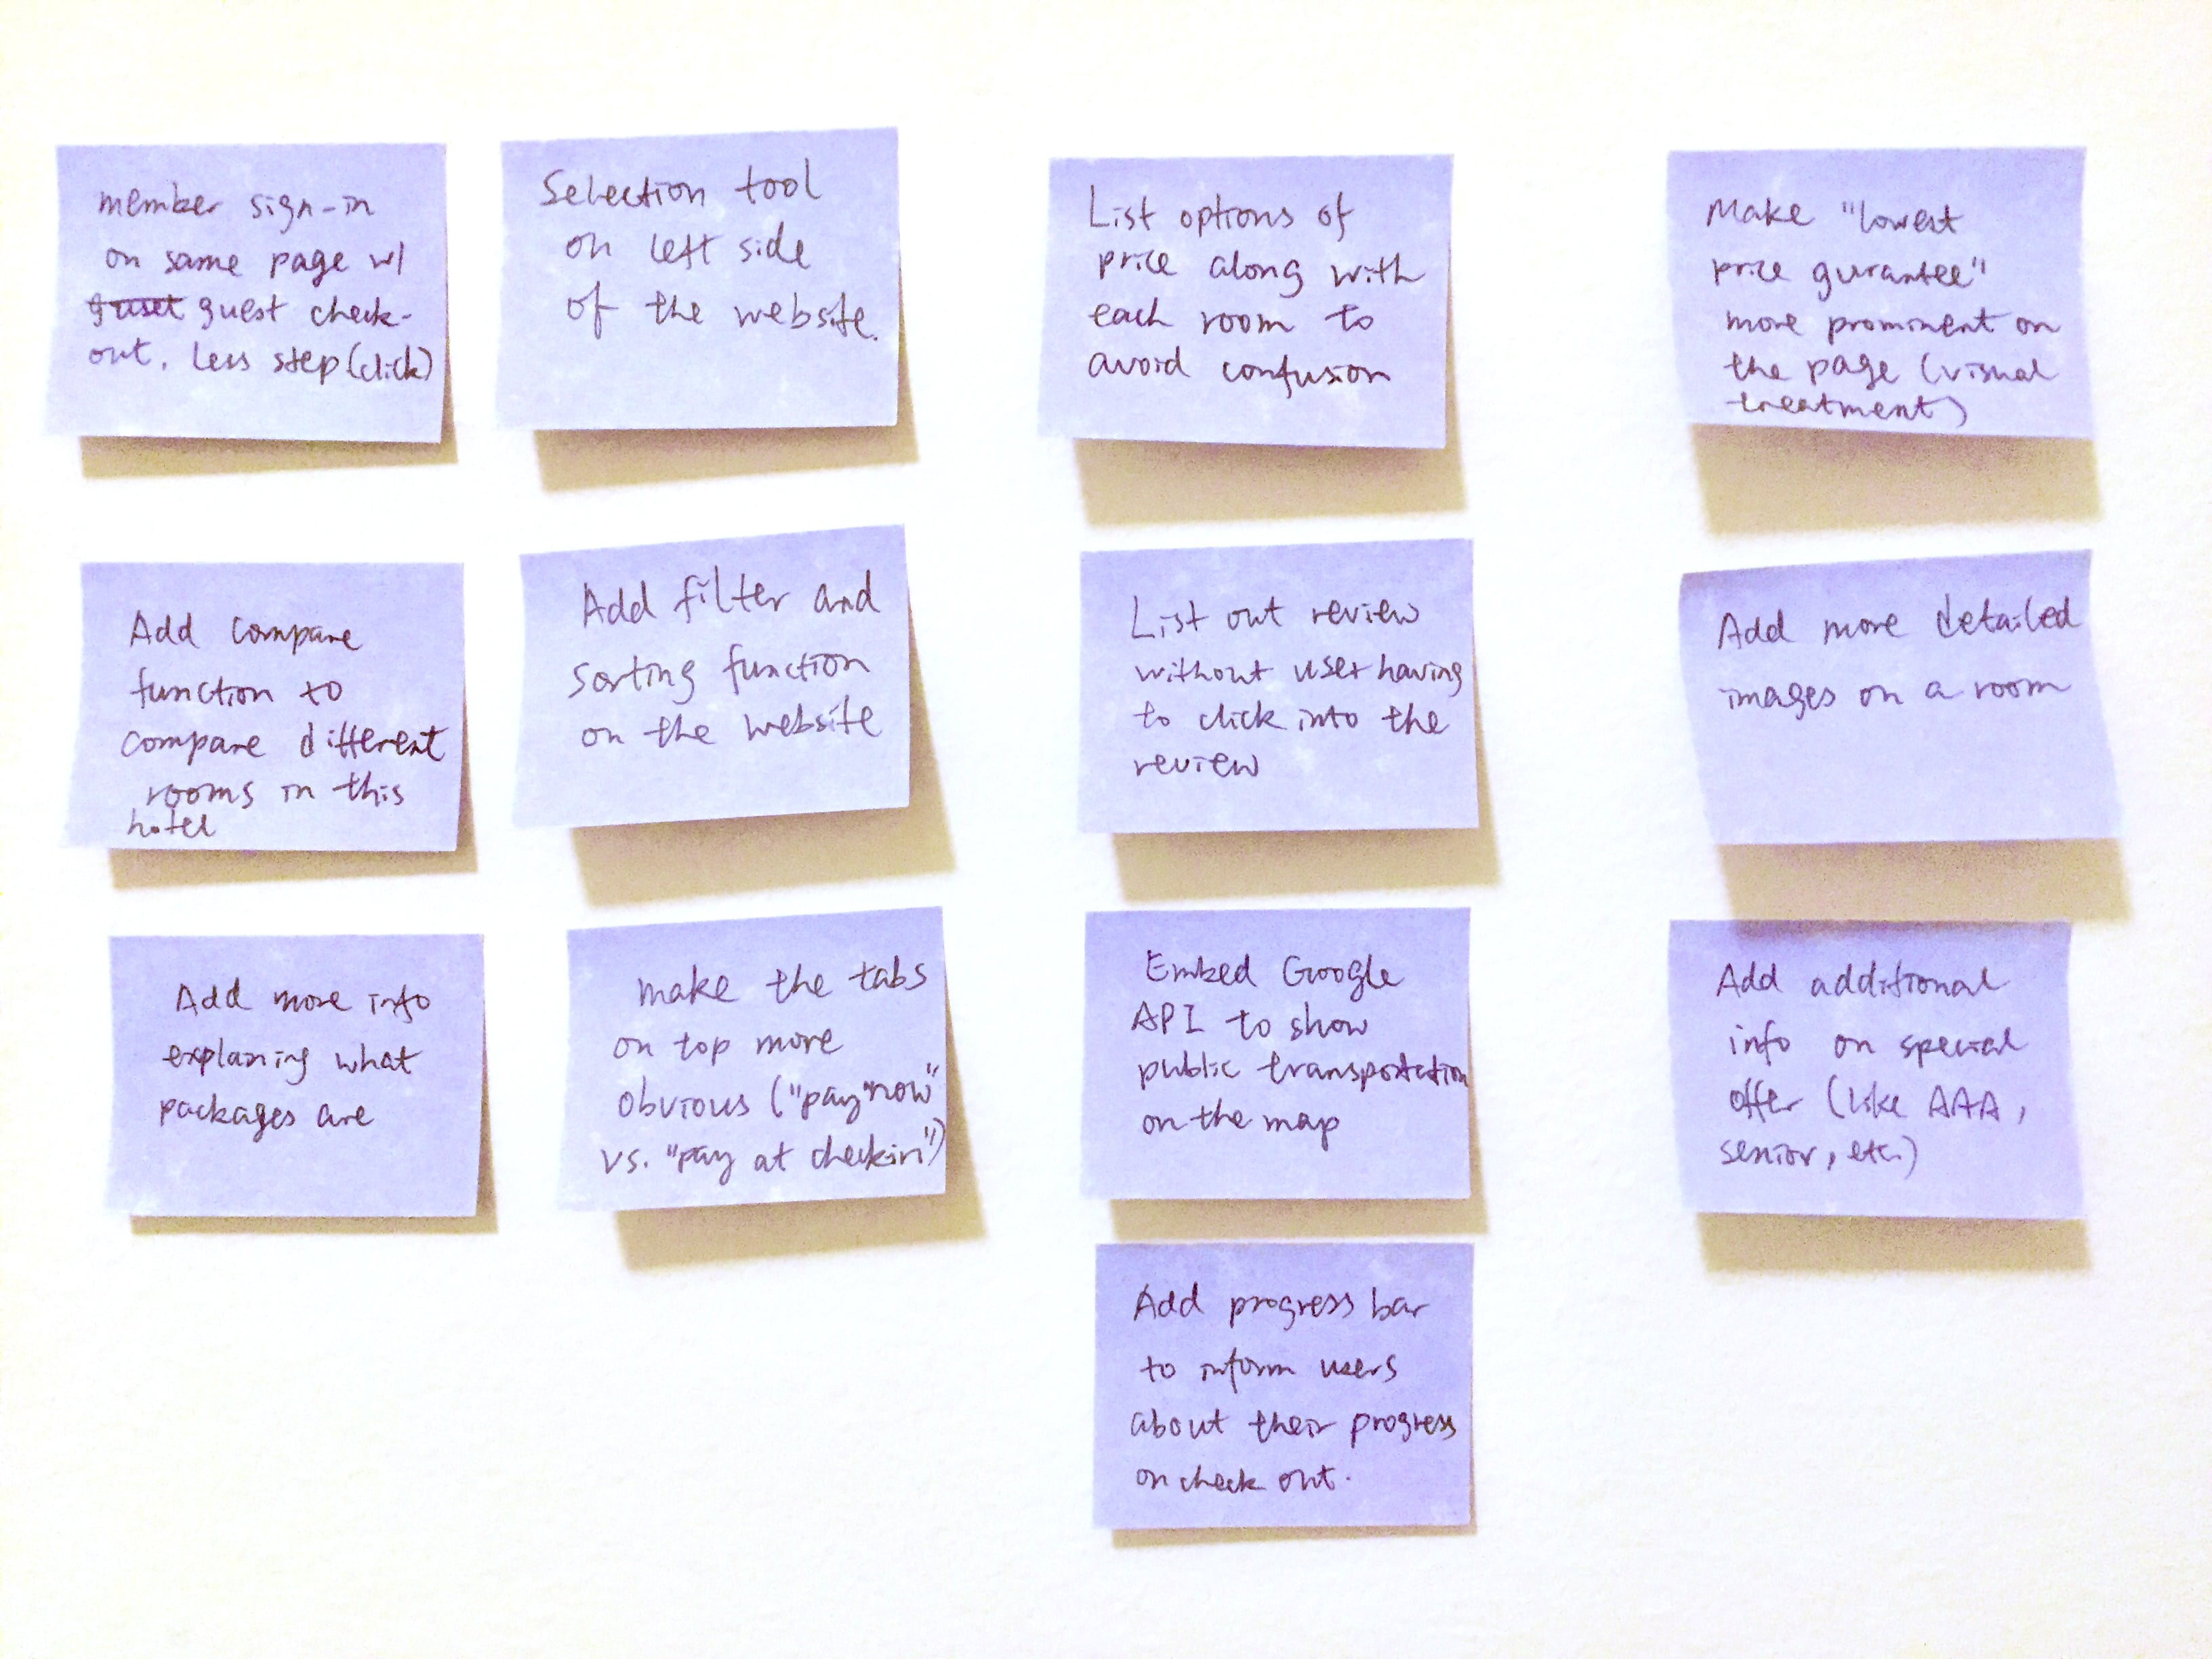 member sign-in
on same page w/
guset guest check-
out. less step (click)
Selection tool
on left side
of the website.
List options of
price along with
each room to
avoid confusion
Make "lowest
price gurantee"
more prominent on
the page (visual
treatment)
Add compare
function to
compare different
rooms in this
hotel
Add filter and
sorting function
on the website
List out review
without user having
to click into the
review
Add more detailed
images on a room
Add more info
explaning what
packages are
make the tabs
on top more
obvious ("pay now"
vs. "pay at checkin")
Embed Google
API to show
public transportation
on the map
Add additional
info on special
offer (like AAA,
senior, etc.)
Add progress bar
to inform users
about their progress
on check out.